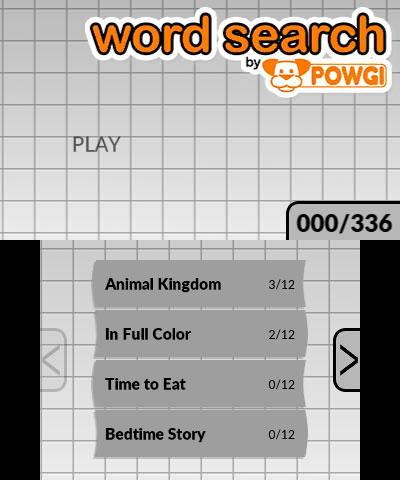 word search
by POWGI
PLAY
000/336
Animal Kingdom 3/12
In Full Color 2/12
Time to Eat 0/12
Bedtime Story 0/12